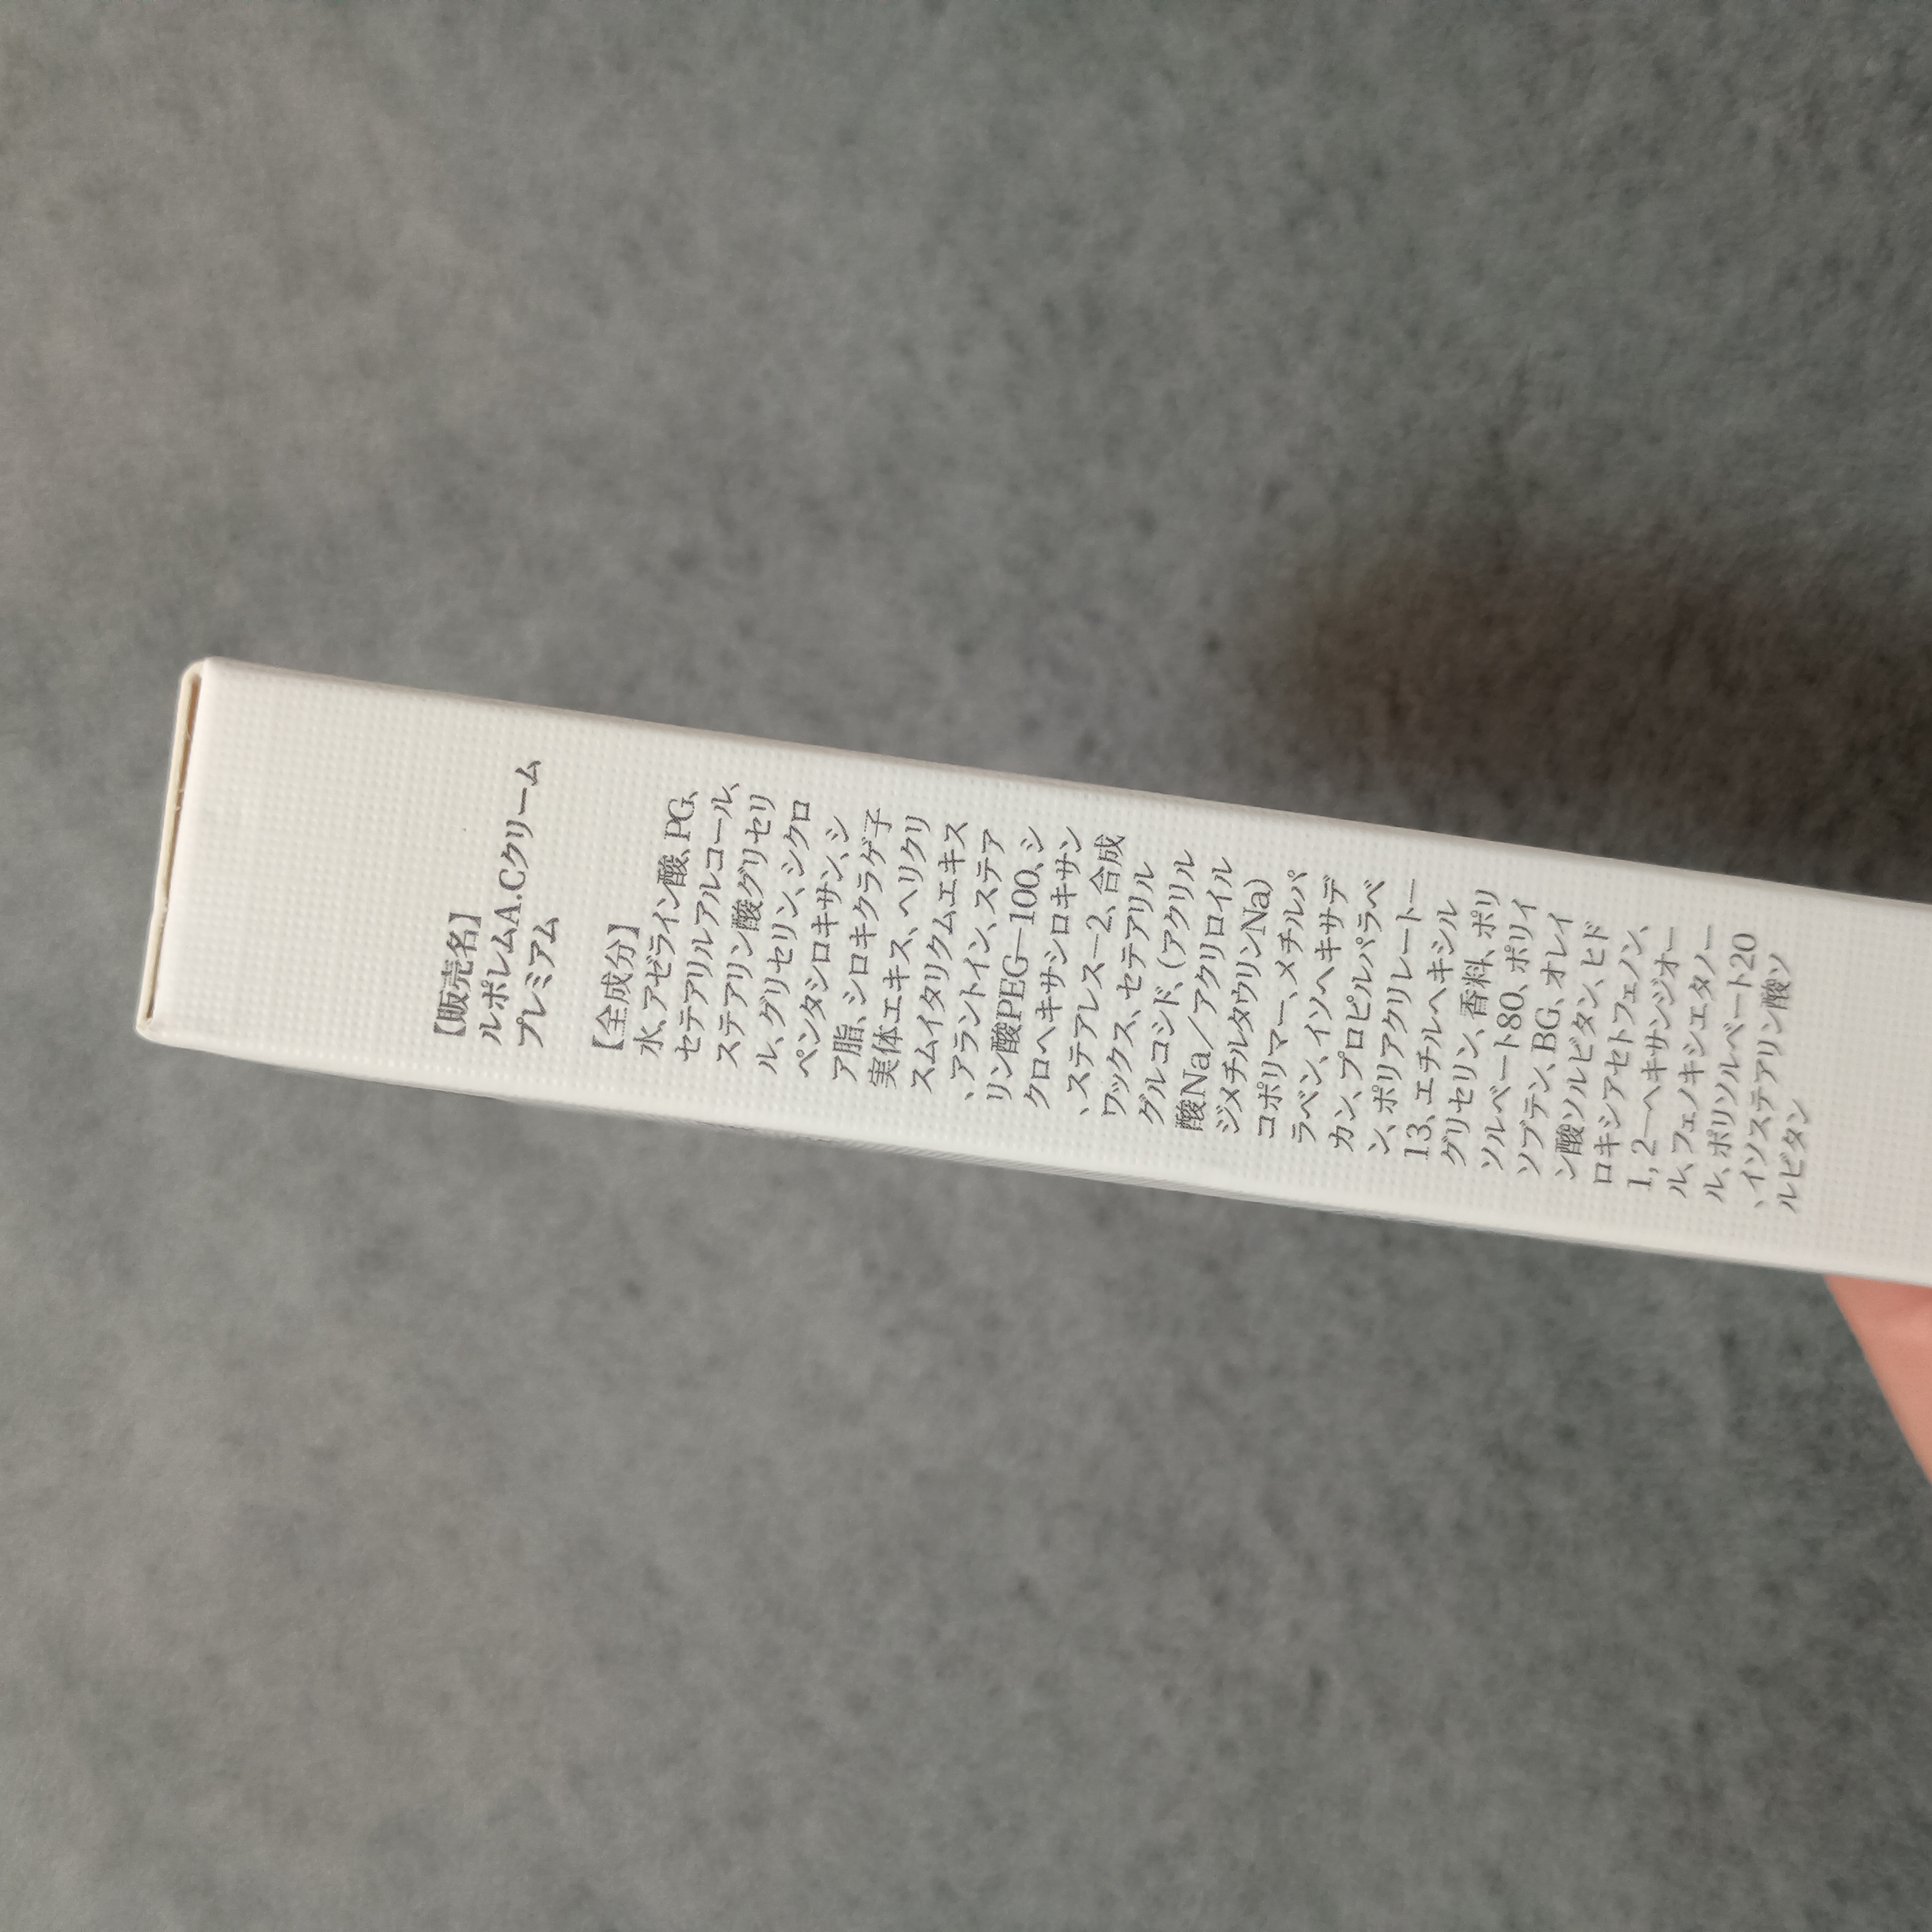 【販売名】
ルポレムA.Cクリーム
プレミアム
【全成分】
水、アゼライン酸、PG、
セテアリルアルコール、
ステアリン酸グリセリ
ル、グリセリン、シクロ
ペンタシロキサン、シ
ア脂、シロキクラゲ子
実体エキス、ヘリクリ
スムイタリクムエキス
、アラントイン、ステア
リン酸PEG—100、シ
クロヘキサシロキサン
、ステアレス—2、合成
ワックス、セテアリル
グルコシド、（アクリル
酸Na／アクリロイル
ジメチルタウリンNa）
コポリマー、メチルパ
ラベン、イソヘキサデ
カン、プロピルパラベ
ン、ポリアクリレート—
13、エチルヘキシル
グリセリン、香料、ポリ
ソルベート80、ポリイ
ソブテン、BG、オレイ
ン酸ソルビタン、ヒド
ロキシアセトフェノン、
1,2—ヘキサンジオー
ル、フェノキシエタノー
ル、ポリソルベート20
、イソステアリン酸ソ
ルビタン